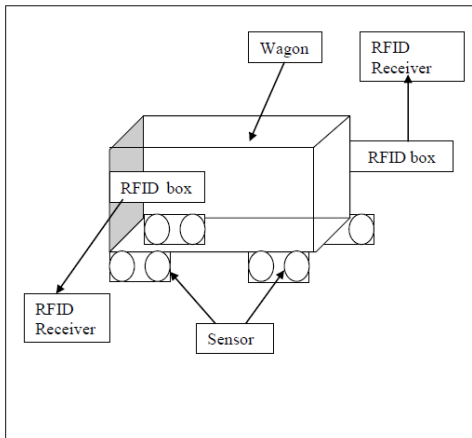 Wagon
RFID
Receiver
RFID box
RFID box
RFID
Receiver
Sensor